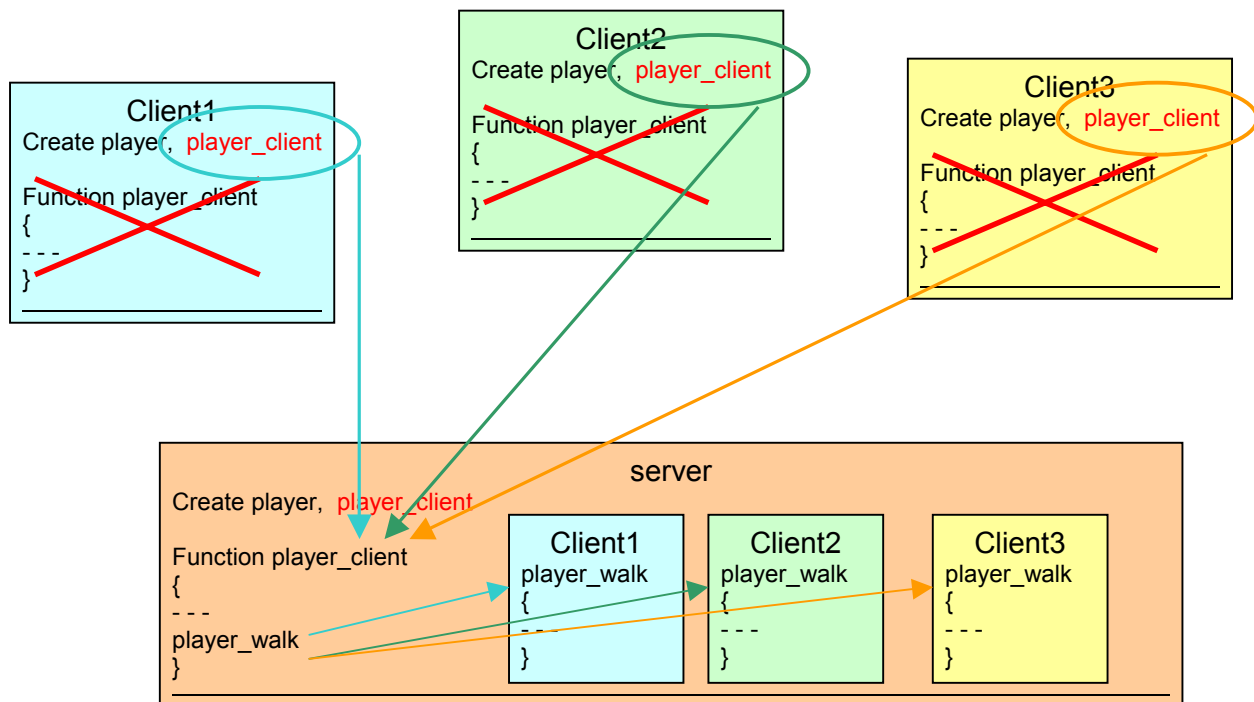 Client1
Create player, player_client
Function player_client
{
- - -
}
Client2
Create player, player_client
Function player_client
{
- - -
}
Client3
Create player, player_client
Function player_client
{
- - -
}
server
Create player, player_client
Function player_client
{
- - -
player_walk
}
Client1
player_walk
{
- - -
}
Client2
player_walk
{
- - -
}
Client3
player_walk
{
- - -
}